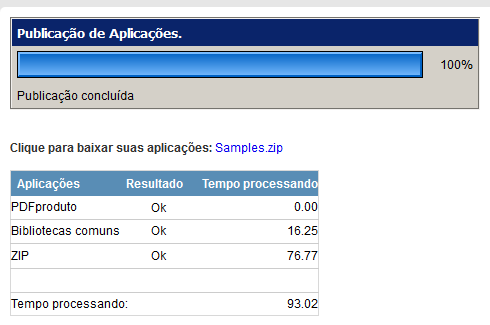 Publicação de Aplicações.
100%
Publicação concluída
Clique para baixar suas aplicações: Samples.zip
Aplicações Resultado Tempo processando
PDFproduto Ok 0.00
Bibliotecas comuns Ok 16.25
ZIP Ok 76.77
Tempo processando: 93.02